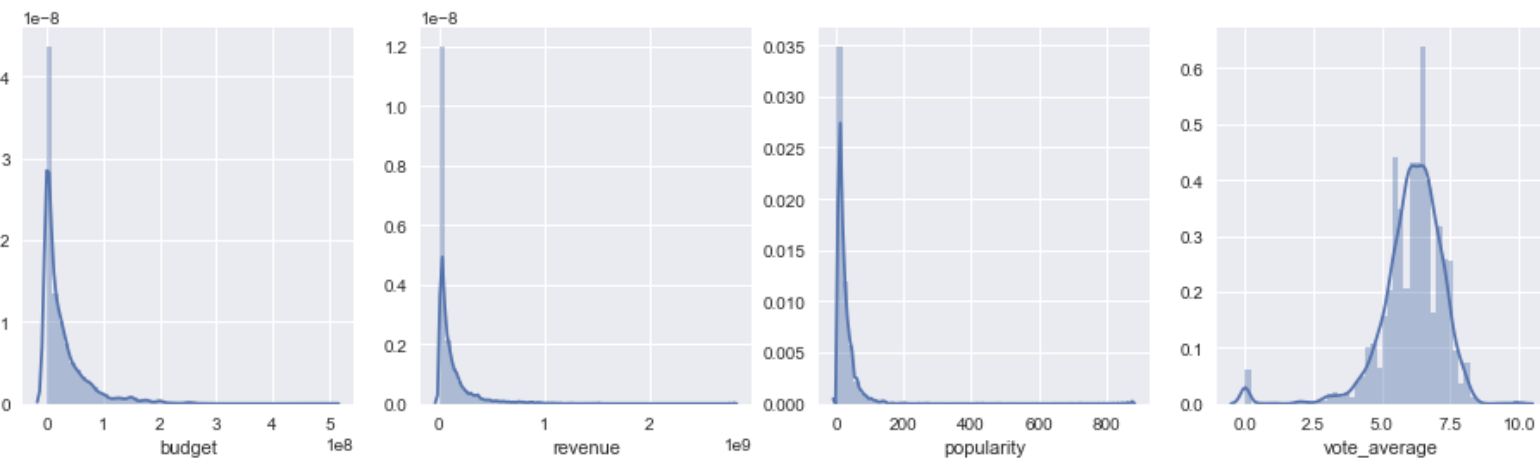 1e−8
4
3
2
1
0
0 1 2 3 4 5
budget 1e8
1e−8
1.2
1.0
0.8
0.6
0.4
0.2
0.0
0 1 2
revenue 1e9
0.035
0.030
0.025
0.020
0.015
0.010
0.005
0.000
0 200 400 600 800
popularity
0.6
0.5
0.4
0.3
0.2
0.1
0.0
0.0 2.5 5.0 7.5 10.0
vote_average